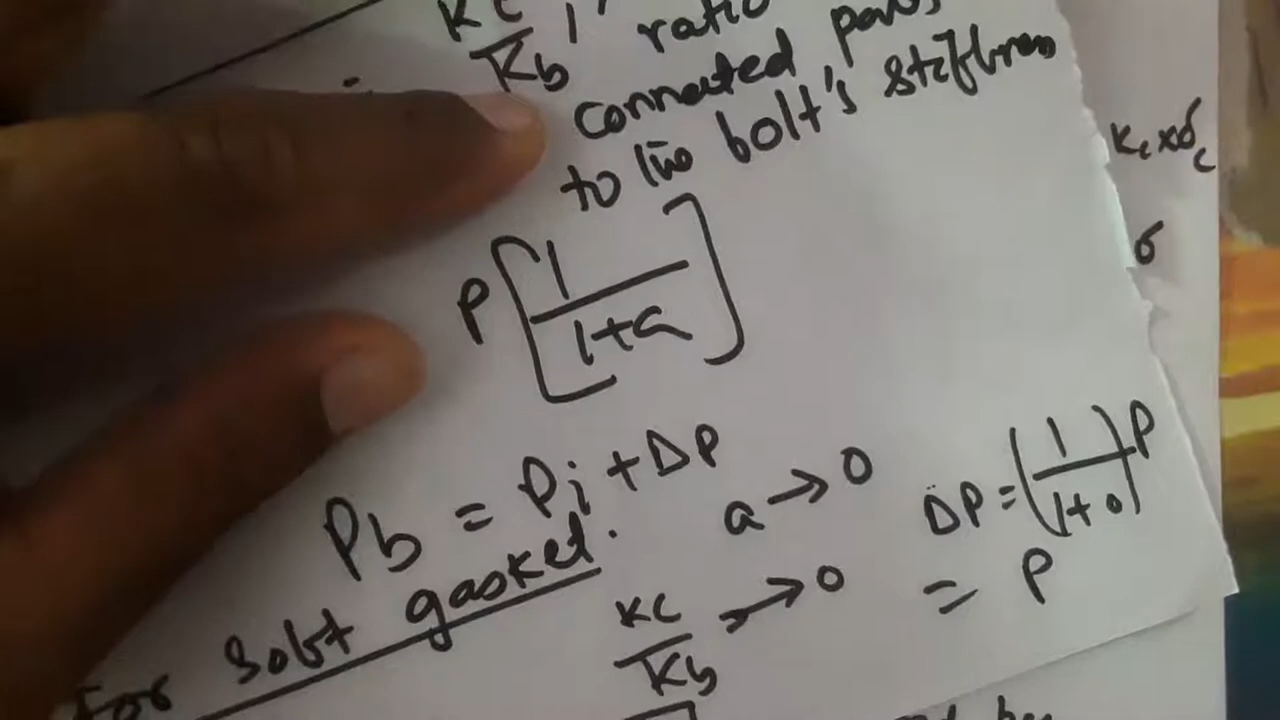 Kc/Kb, ratio
connected
to the bolt's stiffness
Kc x δc
P[1/(1+a)]
σ
Pb = Pi + ΔP
a → 0
ΔP = (1/(1+0))P
= P
For soft gasket.
KC/Kb → 0